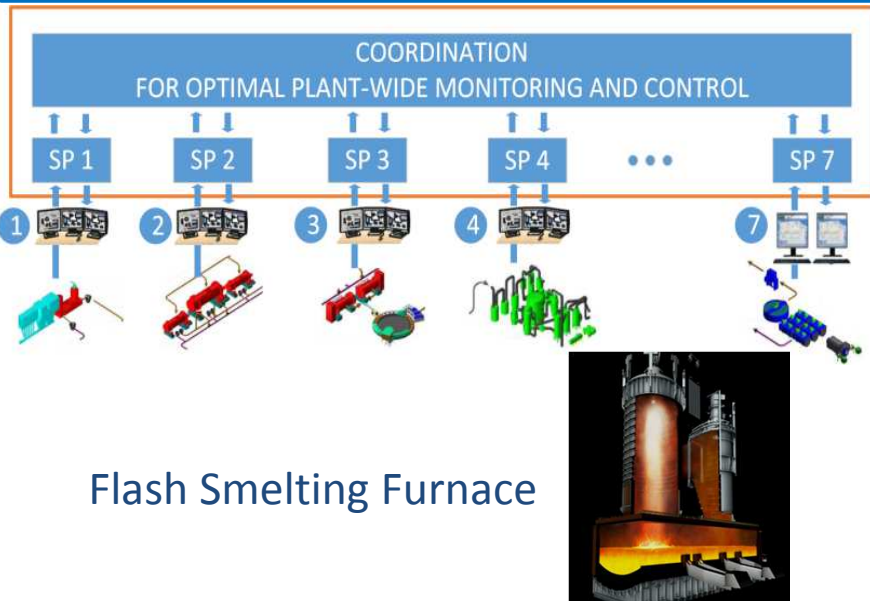 COORDINATION
FOR OPTIMAL PLANT-WIDE MONITORING AND CONTROL
SP 1 SP 2 SP 3 SP 4 ••• SP 7
1 2 3 4 7
Flash Smelting Furnace